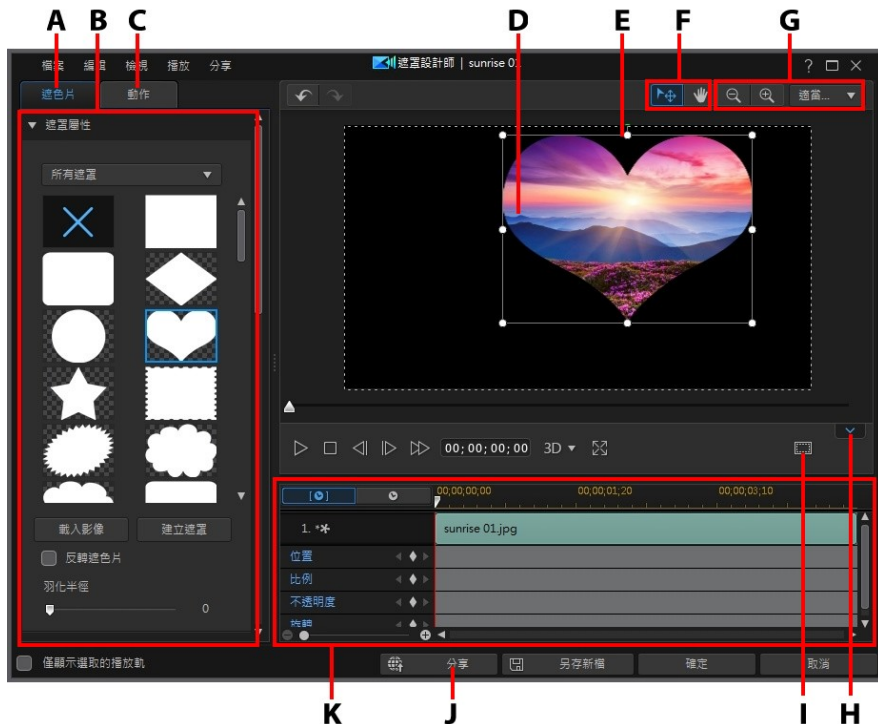 A B C D E F G
檔案 編輯 檢視 播放 分享
遮罩設計師 | sunrise 01
?
遮色片 動作
適當...
遮罩屬性
所有遮罩
載入影像 建立遮罩
反轉遮色片
羽化半徑
0
00;00;00;00 3D
00;00;00;00 00;00;01;20 00;00;03;10
1. sunrise 01.jpg
位置
比例
不透明度
旋轉
僅顯示選取的播放軌
分享 另存新檔 確定 取消
K J I H